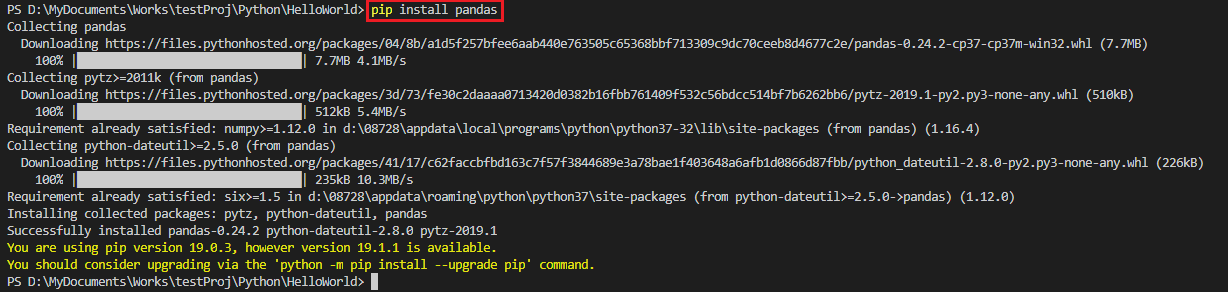 PS D:\MyDocuments\Works\testProj\Python\HelloWorld> pip install pandas
Collecting pandas
  Downloading https://files.pythonhosted.org/packages/04/8b/a1d5f257bfee6aab440e763505c65368bbf713309c9dc70ceeb8d4677c2e/pandas-0.24.2-cp37-cp37m-win32.whl (7.7MB)
    100% |████████████████████████████████| 7.7MB 4.1MB/s
Collecting pytz>=2011k (from pandas)
  Downloading https://files.pythonhosted.org/packages/3d/73/fe30c2daaaa0713420d0382b16fbb761409f532c56bdcc514bf7b6262bb6/pytz-2019.1-py2.py3-none-any.whl (510kB)
    100% |████████████████████████████████| 512kB 5.4MB/s
Requirement already satisfied: numpy>=1.12.0 in d:\08728\appdata\local\programs\python\python37-32\lib\site-packages (from pandas) (1.16.4)
Collecting python-dateutil>=2.5.0 (from pandas)
  Downloading https://files.pythonhosted.org/packages/41/17/c62faccbfbd163c7f57f3844689e3a78bae1f403648a6afb1d0866d87fbb/python_dateutil-2.8.0-py2.py3-none-any.whl (226kB)
    100% |████████████████████████████████| 235kB 10.3MB/s
Requirement already satisfied: six>=1.5 in d:\08728\appdata\roaming\python\python37\site-packages (from python-dateutil>=2.5.0->pandas) (1.12.0)
Installing collected packages: pytz, python-dateutil, pandas
Successfully installed pandas-0.24.2 python-dateutil-2.8.0 pytz-2019.1
You are using pip version 19.0.3, however version 19.1.1 is available.
You should consider upgrading via the 'python -m pip install --upgrade pip' command.
PS D:\MyDocuments\Works\testProj\Python\HelloWorld>